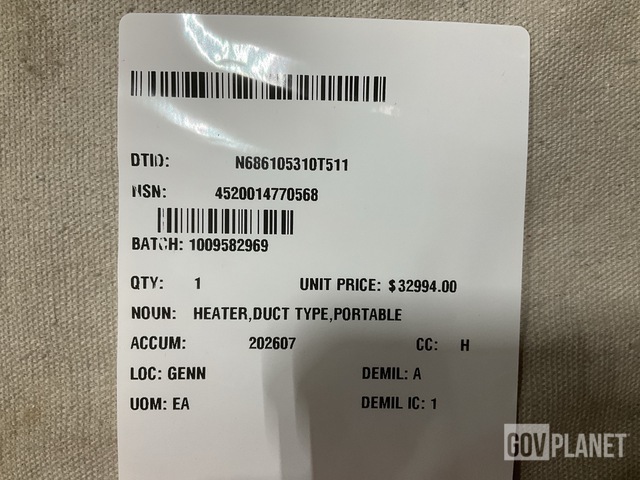 DTID: N686105310T511
NSN: 4520014770568
BATCH: 1009582969
QTY: 1 UNIT PRICE: $32994.00
NOUN: HEATER,DUCT TYPE,PORTABLE
ACCUM: 202607 CC: H
LOC: GENN DEMIL: A
UOM: EA DEMIL IC: 1
GOVPLANET